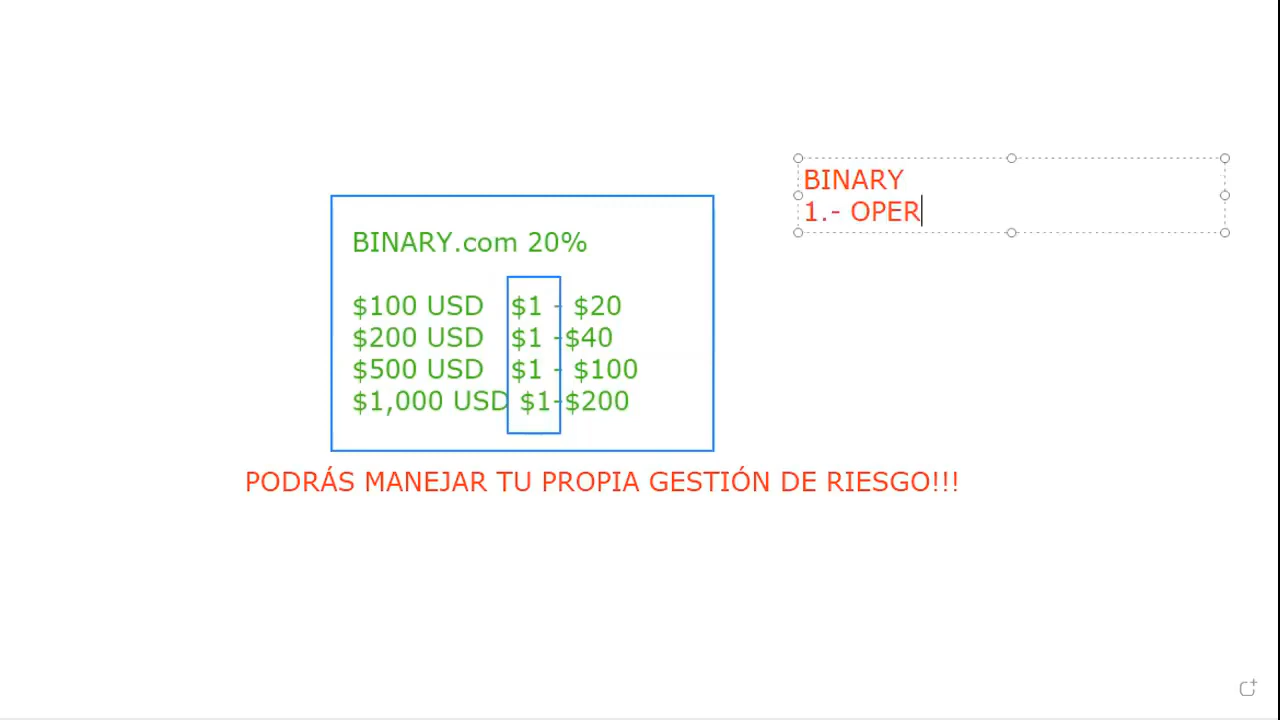 BINARY
1.- OPER
BINARY.com 20%
$100 USD $1 - $20
$200 USD $1 -$40
$500 USD $1 - $100
$1,000 USD $1-$200
PODRÁS MANEJAR TU PROPIA GESTIÓN DE RIESGO!!!